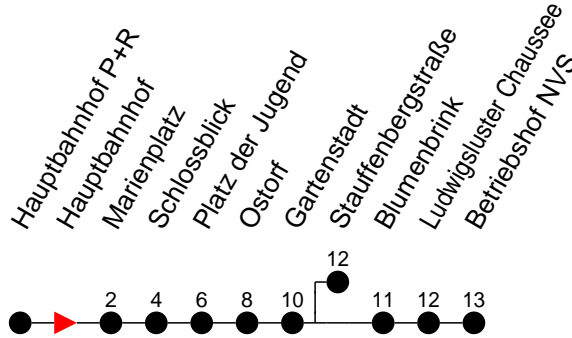 Hauptbahnhof P+R
Hauptbahnhof
Marienplatz
Schlossblick
Platz der Jugend
Ostorf
Gartenstadt
Stauffenbergstraße
Blumenbrink
Ludwigsluster Chaussee
Betriebshof NVS
12
2 4 6 8 10 11 12 13